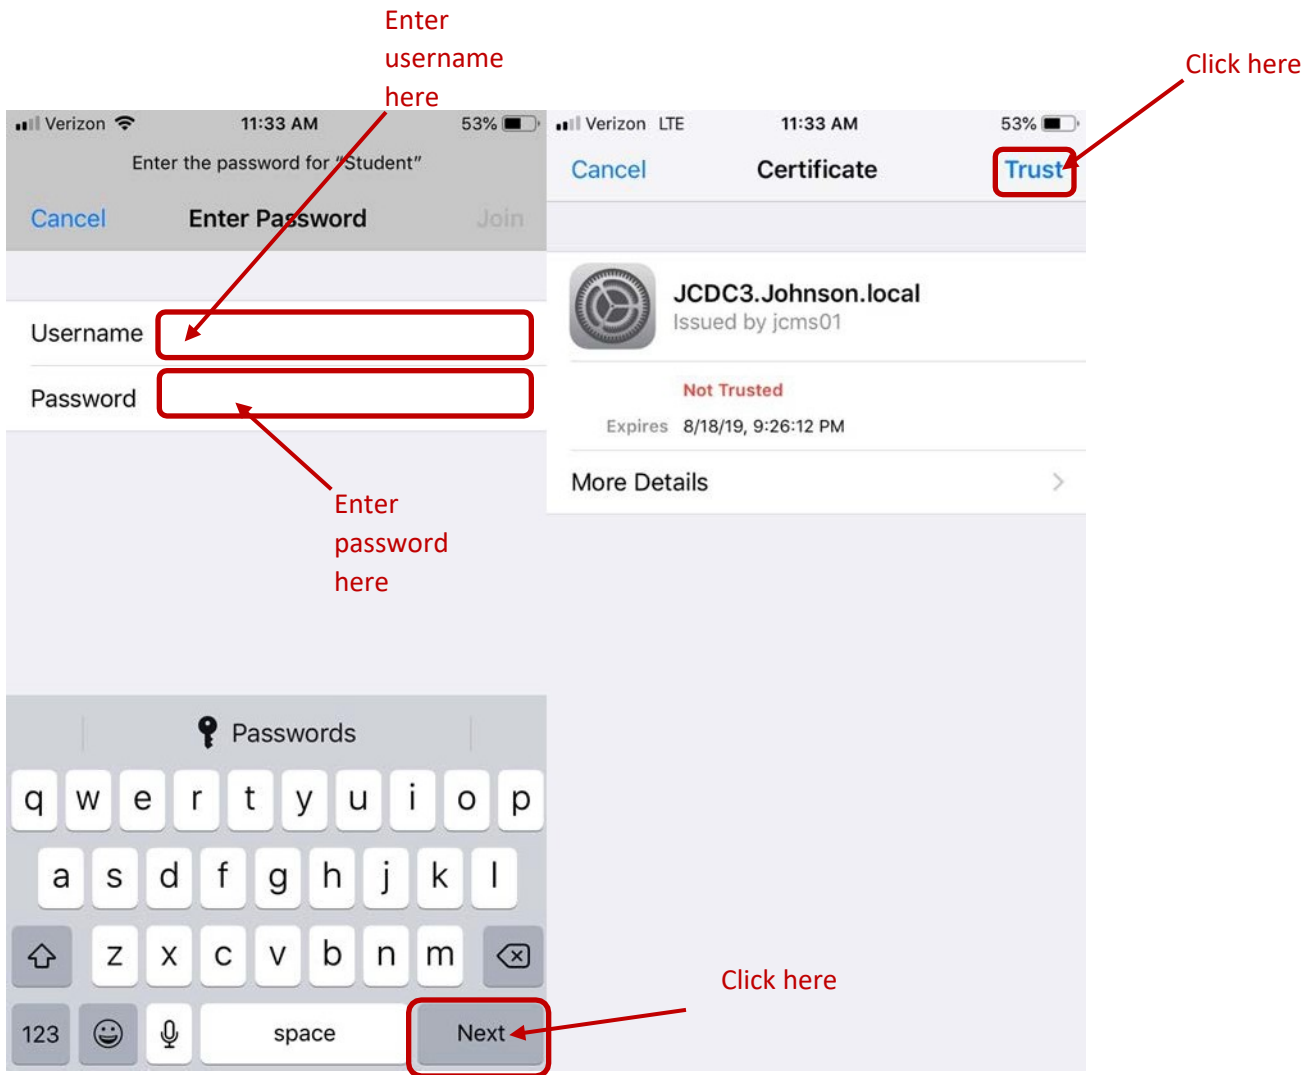 Enter
username
here
Click here
Verizon 11:33 AM 53%
Enter the password for "Student"
Cancel Enter Password Join
Username
Password
Enter
password
here
Passwords
q w e r t y u i o p
a s d f g h j k l
z x c v b n m
123 space Next
Verizon LTE 11:33 AM 53%
Cancel Certificate Trust
JCDC3.Johnson.local
Issued by jcms01
Not Trusted
Expires 8/18/19, 9:26:12 PM
More Details
Click here